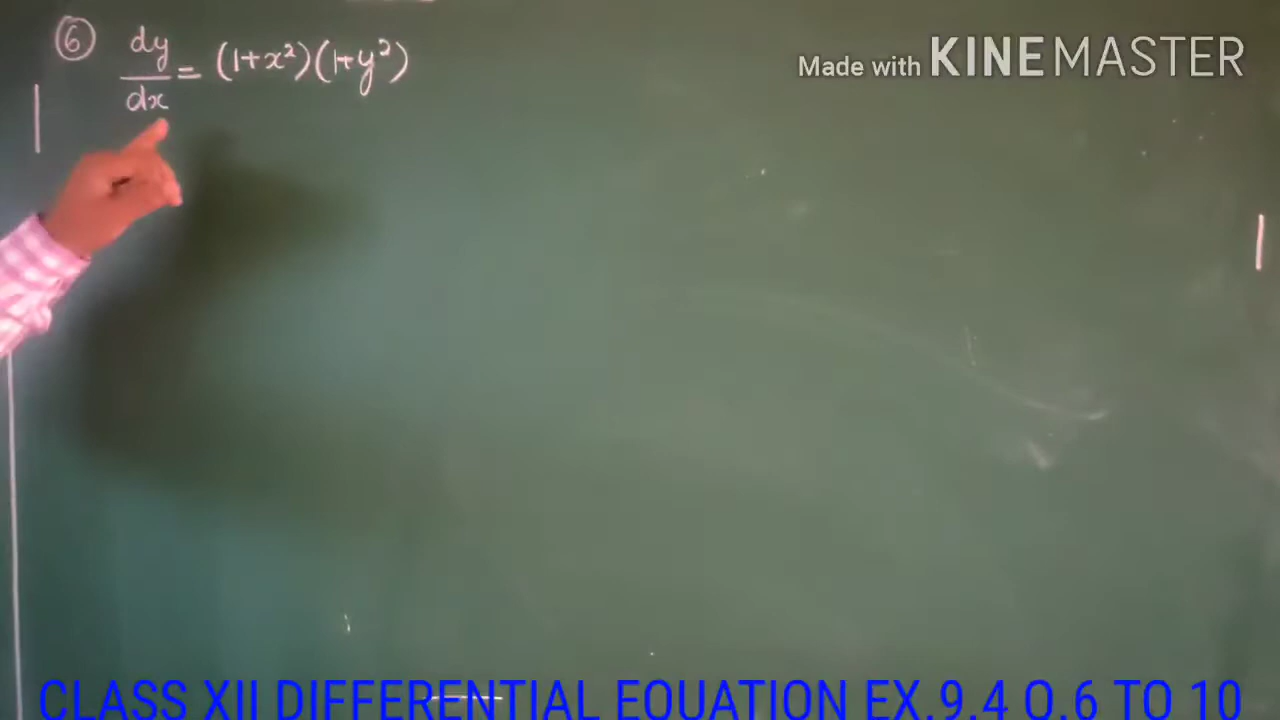 ⑥ dy/dx = (1+x²)(1+y²)
Made with KINEMASTER
CLASS XII DIFFERENTIAL EQUATION EX.9.4 Q.6 TO 10